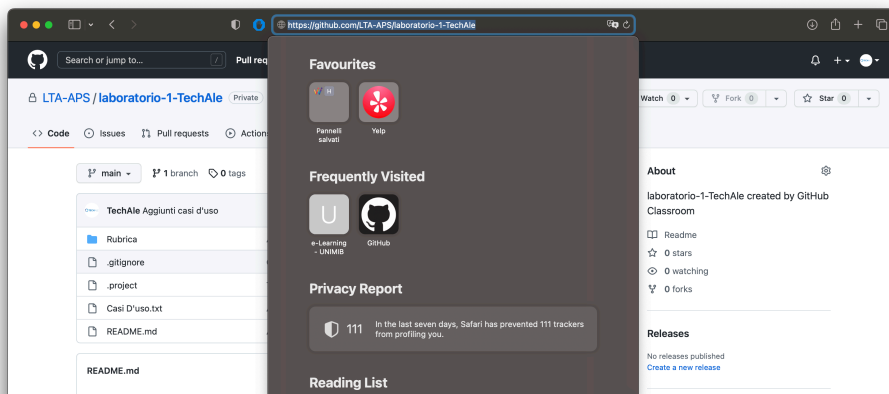 https://github.com/LTA-APS/laboratorio-1-TechAle
Search or jump to...
/
Pull req
LTA-APS / laboratorio-1-TechAle
Private
Watch 0
Fork 0
Star 0
Code
Issues
Pull requests
Action
main
1 branch
0 tags
TechAle Aggiunti casi d'uso
Rubrica
.gitignore
.project
Casi D'uso.txt
README.md
README.md
Favourites
Pannelli
salvati
Yelp
Frequently Visited
U
e-Learning
- UNIMIB
GitHub
Privacy Report
111
In the last seven days, Safari has prevented 111 trackers
from profiling you.
Reading List
About
laboratorio-1-TechAle created by GitHub
Classroom
Readme
0 stars
0 watching
0 forks
Releases
No releases published
Create a new release